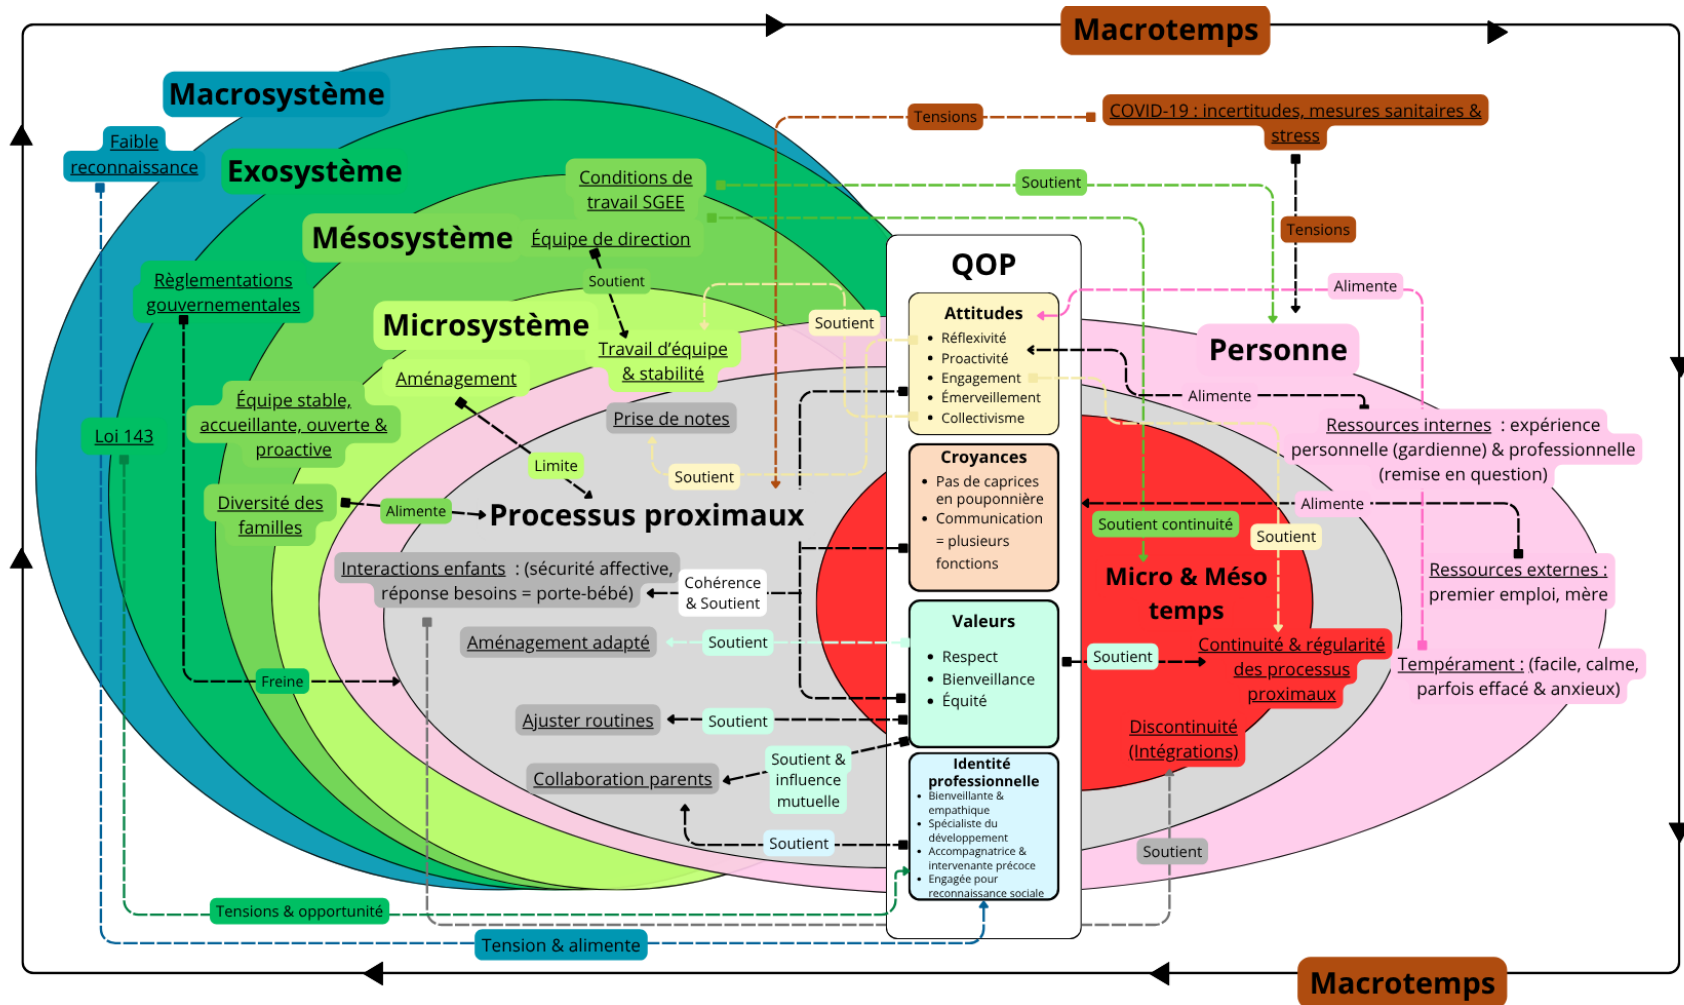 Macrotemps
Macrosystème
COVID-19 : incertitudes, mesures sanitaires &
stress
Tensions
Faible
reconnaissance
Exosystème
Conditions de
travail SGEE
Soutient
Tensions
Mésosystème
Équipe de direction
Soutient
Règlementations
gouvernementales
Microsystème
Travail d'équipe
& stabilité
Soutient
Aménagement
Équipe stable,
accueillante, ouverte &
proactive
Prise de notes
Loi 143
Limite
Soutient
Diversité des
familles
Alimente
Processus proximaux
Interactions enfants : (sécurité affective,
réponse besoins = porte-bébé)
Cohérence
& Soutient
Aménagement adapté
Soutient
Freine
Ajuster routines
Soutient
Collaboration parents
Soutient &
influence
mutuelle
Soutient
Tensions & opportunité
Tension & alimente
QOP
Attitudes
• Réflexivité
• Proactivité
• Engagement
• Émerveillement
• Collectivisme
Croyances
• Pas de caprices
en pouponnière
• Communication
= plusieurs
fonctions
Valeurs
• Respect
• Bienveillance
• Équité
Identité
professionnelle
• Bienveillante &
empathique
• Spécialiste du
développement
• Accompagnatrice &
intervenante précoce
• Engagée pour
reconnaissance sociale
Alimente
Personne
Alimente
Ressources internes : expérience
personnelle (gardienne) & professionnelle
(remise en question)
Alimente
Soutient continuité
Soutient
Micro & Méso
temps
Ressources externes :
premier emploi, mère
Soutient
Continuité & régularité
des processus
proximaux
Tempérament : (facile, calme,
parfois effacé & anxieux)
Discontinuité
(Intégrations)
Soutient
Macrotemps